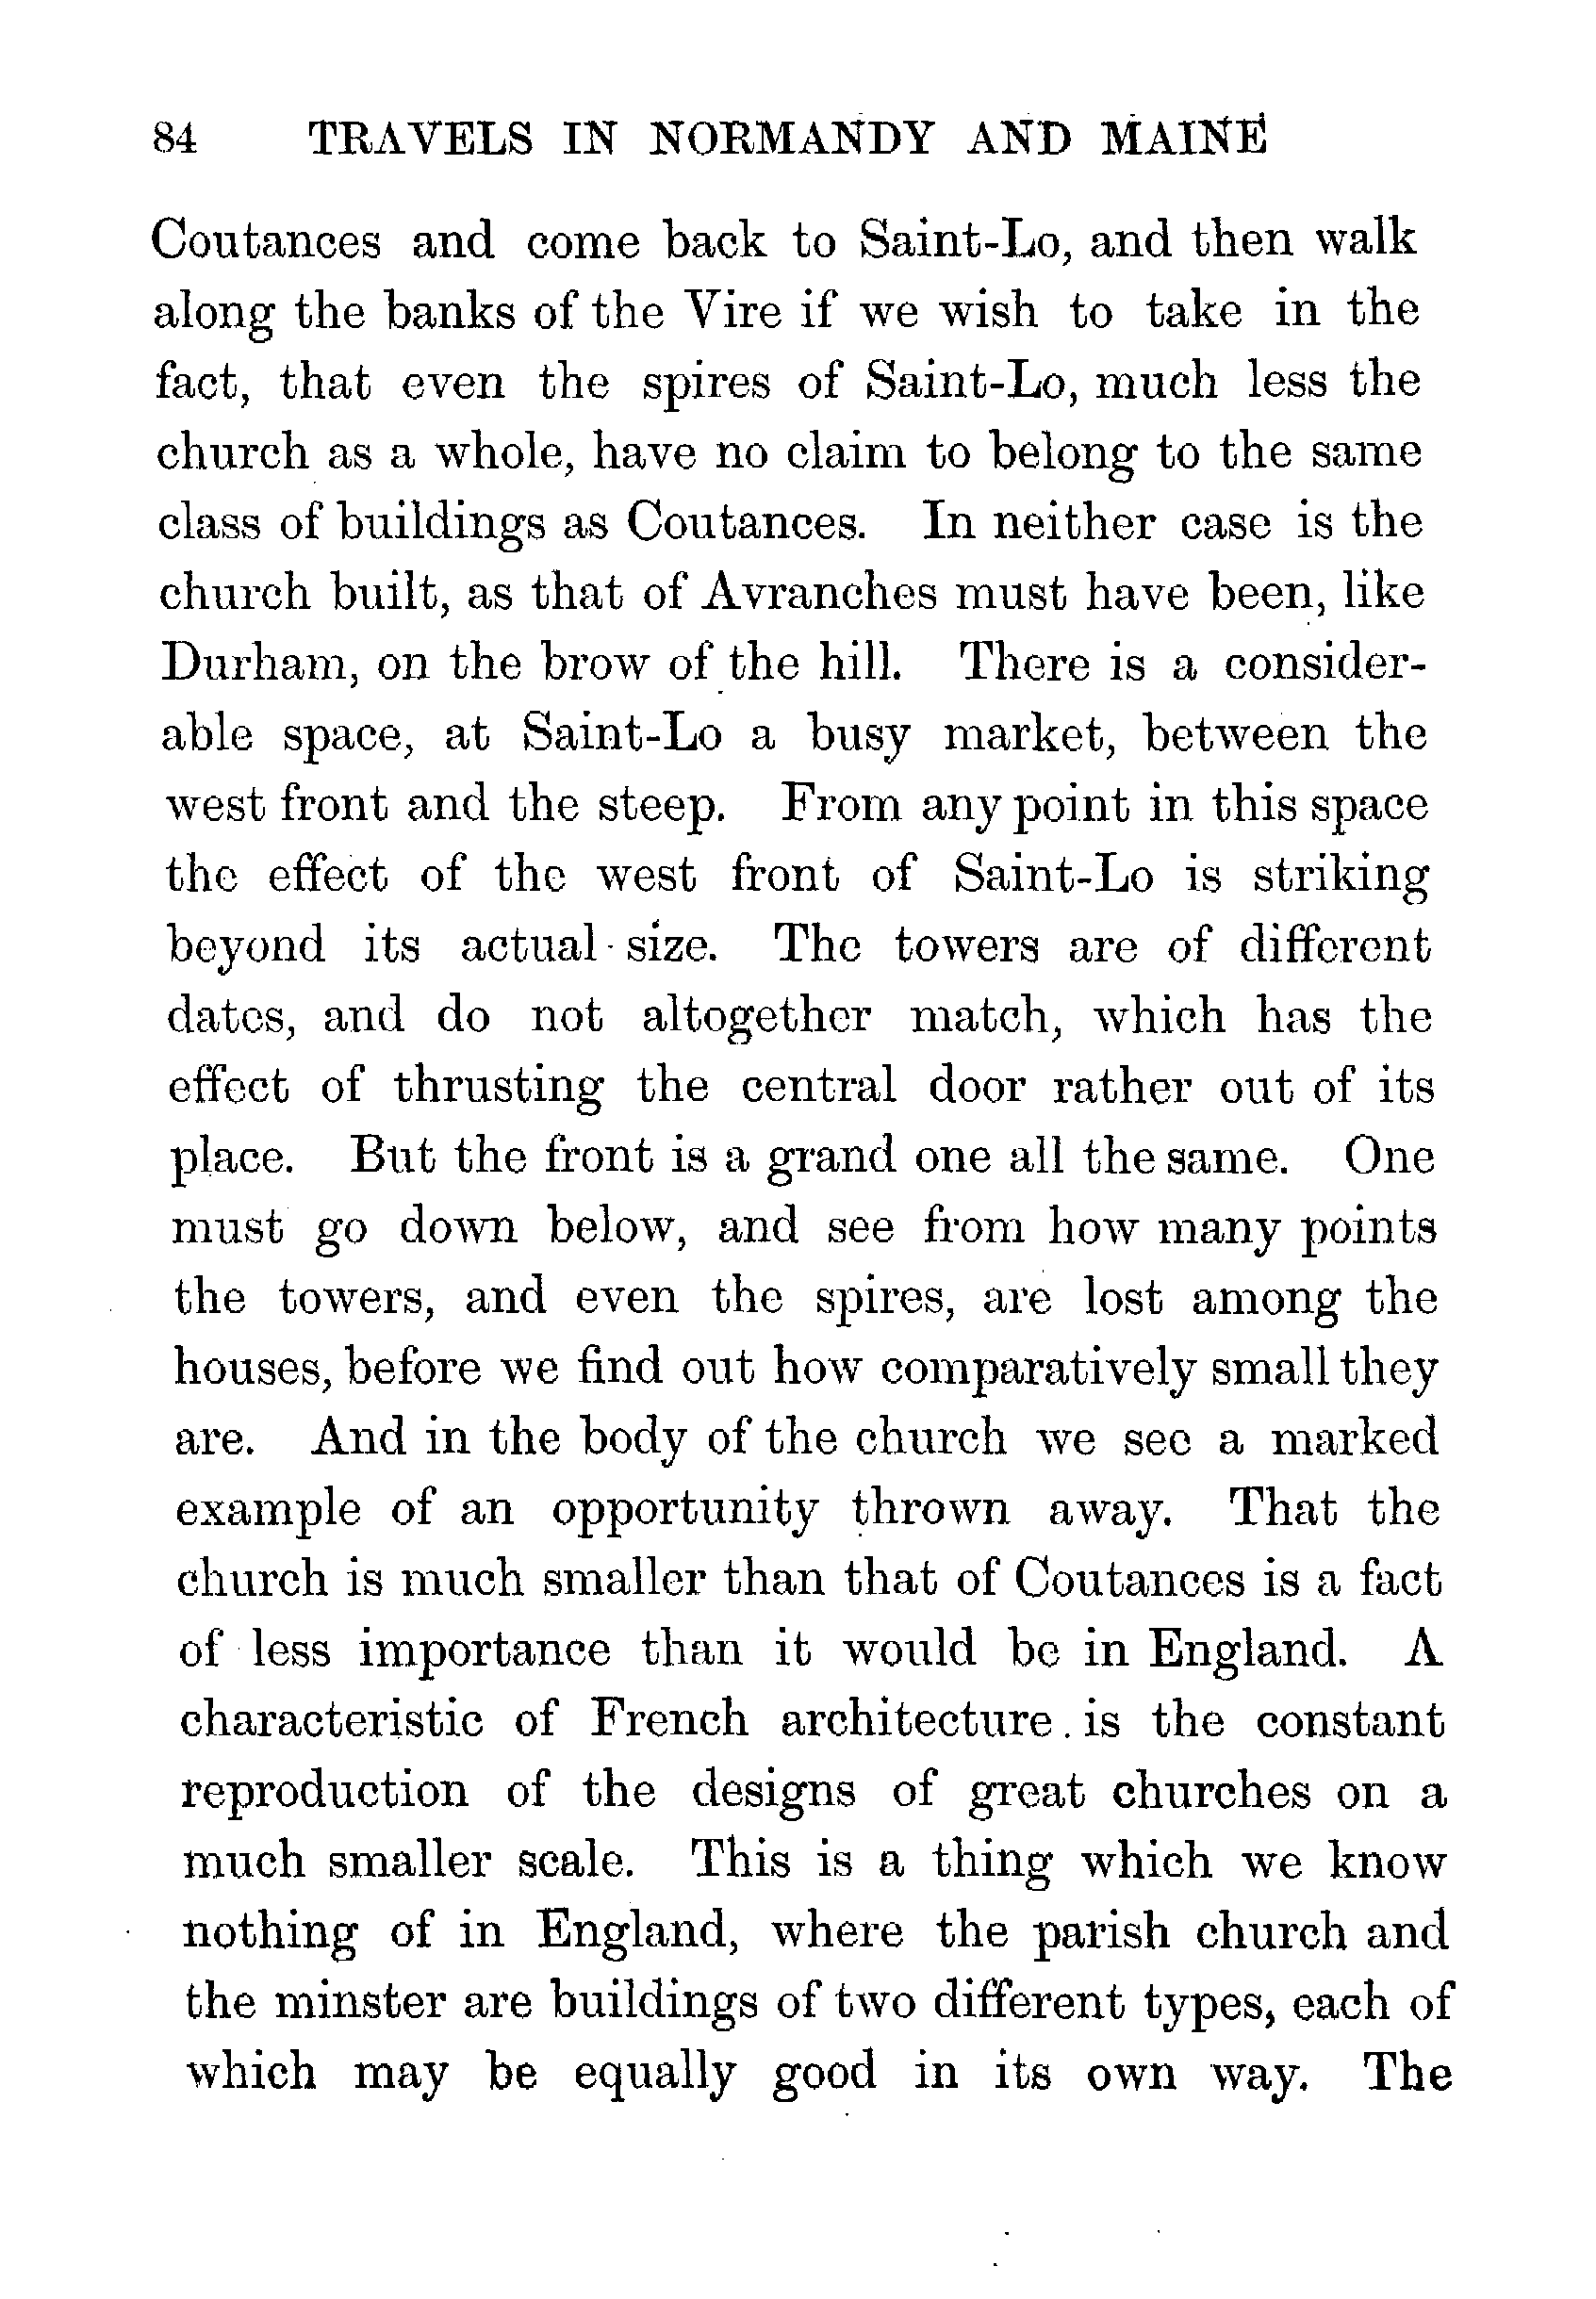 84 TRAVELS IN NORMANDY AND MAINE
Coutances and come back to Saint-Lo, and then walk
along the banks of the Vire if we wish to take in the
fact, that even the spires of Saint-Lo, much less the
church as a whole, have no claim to belong to the same
class of buildings as Coutances. In neither case is the
church built, as that of Avranches must have been, like
Durham, on the brow of the hill. There is a consider-
able space, at Saint-Lo a busy market, between the
west front and the steep. From any point in this space
the effect of the west front of Saint-Lo is striking
beyond its actual size. The towers are of different
dates, and do not altogether match, which has the
effect of thrusting the central door rather out of its
place. But the front is a grand one all the same. One
must go down below, and see from how many points
the towers, and even the spires, are lost among the
houses, before we find out how comparatively small they
are. And in the body of the church we see a marked
example of an opportunity thrown away. That the
church is much smaller than that of Coutances is a fact
of less importance than it would be in England. A
characteristic of French architecture is the constant
reproduction of the designs of great churches on a
much smaller scale. This is a thing which we know
nothing of in England, where the parish church and
the minster are buildings of two different types, each of
which may be equally good in its own way. The